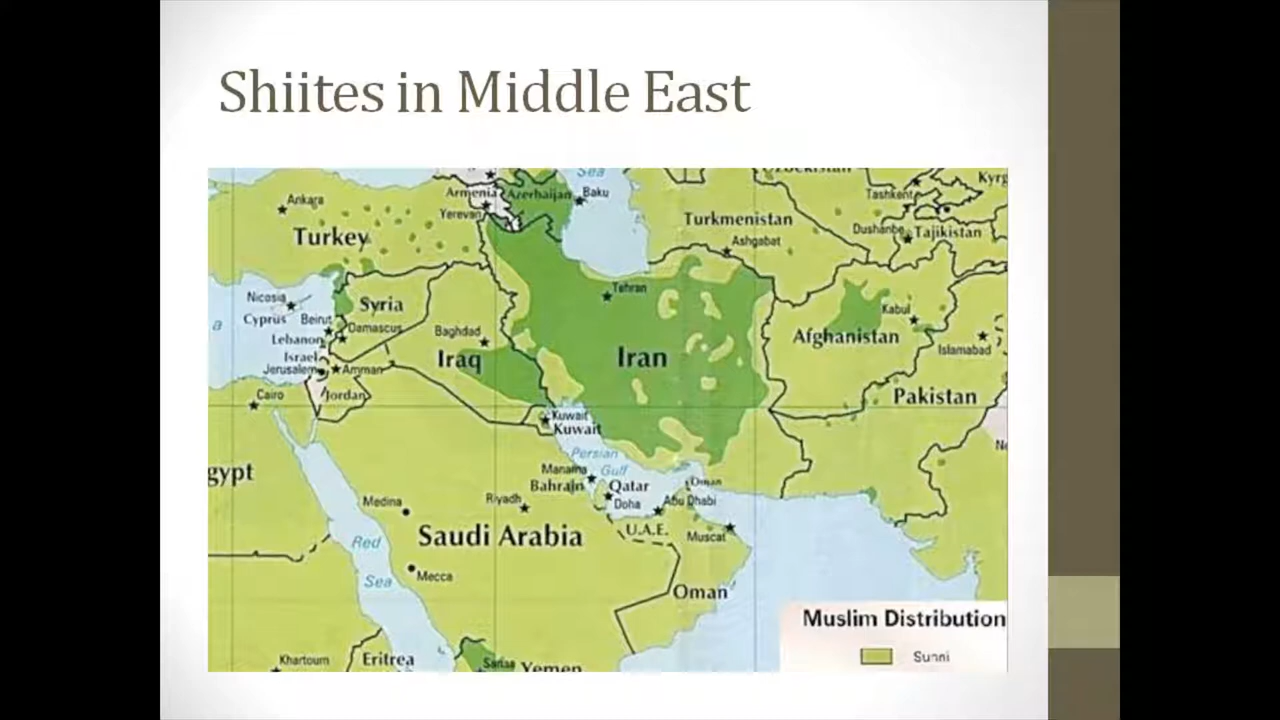 Shiites in Middle East
Sea
Uzbekistan
Kyrg
Armenia
Azerbaijan
Baku
Tashkent
Ankara
Yerevan
Turkmenistan
Dushanbe
Tajikistan
Turkey
Ashgabat
Nicosia
Syria
Tehran
Kabul
Cyprus
Beirut
Damascus
a
Lebanon
Baghdad
Afghanistan
Islamabad
Israel
Iraq
Iran
Jerusalem
Amman
Cairo
Jordan
Pakistan
Kuwait
Kuwait
Persian
Gulf
gypt
Manama
Bahrain
Qatar
Oman
Medina
Riyadh
Doha
Abu Dhabi
Saudi Arabia
U.A.E.
Muscat
Red
Sea
Mecca
Oman
Muslim Distribution
Sunni
Khartoum
Eritrea
Sanaa
Yemen